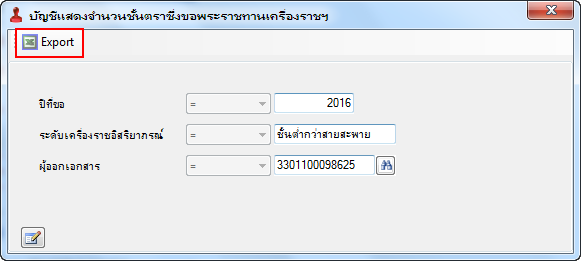 บัญชีแสดงจำนวนชั้นตราซึ่งขอพระราชทานเครื่องราชฯ
Export
ปีที่ขอ = 2016
ระดับเครื่องราชอิสริยาภรณ์ = ชั้นต่ำกว่าสายสะพาย
ผู้ออกเอกสาร = 3301100098625